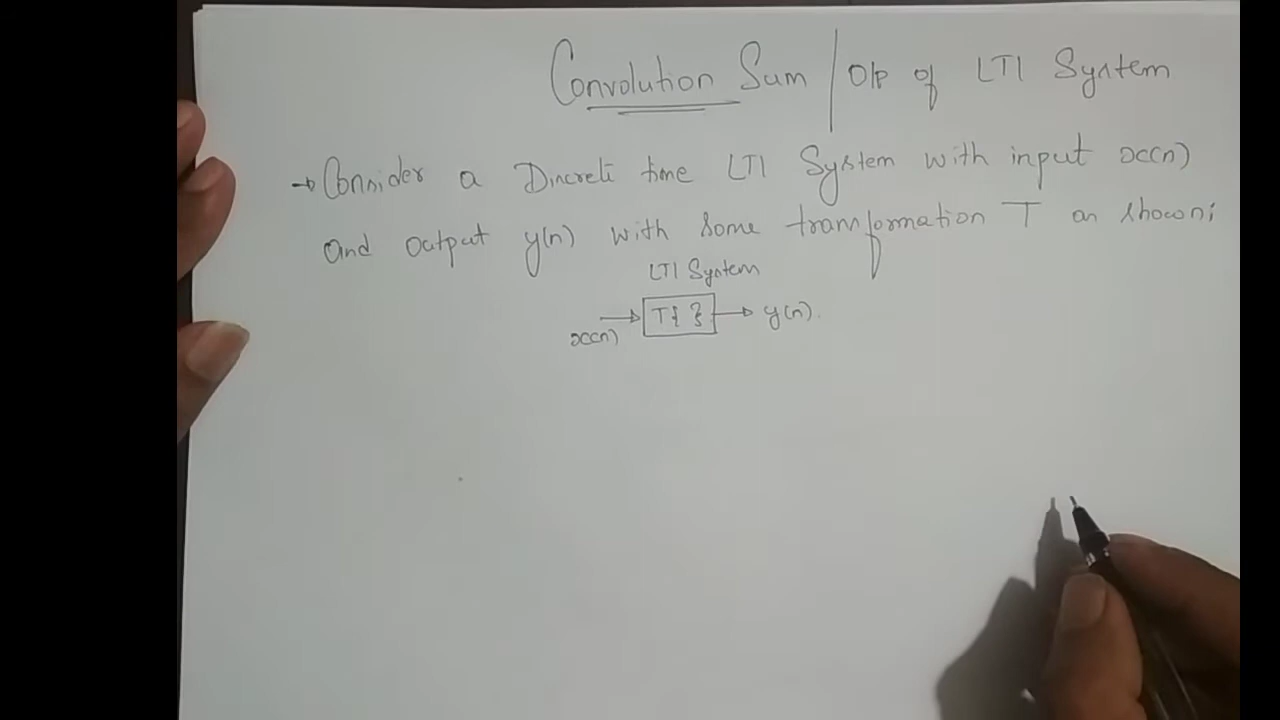 Convolution Sum / O/P of LTI System
→ Consider a Discrete time LTI System with input x(n)
and output y(n) with some transformation T as shown;
LTI System
x(n) → T{ } → y(n).